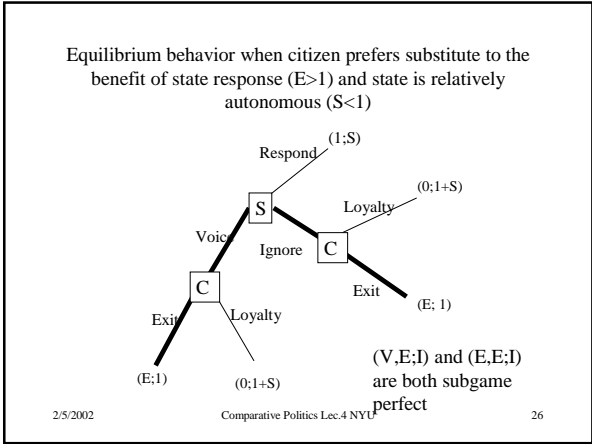 Equilibrium behavior when citizen prefers substitute to the
benefit of state response (E>1) and state is relatively
autonomous (S<1)
(1;S)
Respond
(0;1+S)
Loyalty
S
Voice
Ignore
C
C
Exit
(E; 1)
Exit
Loyalty
(V,E;I) and (E,E;I)
are both subgame
perfect
(E;1)
(0;1+S)
2/5/2002
Comparative Politics Lec.4 NYU
26